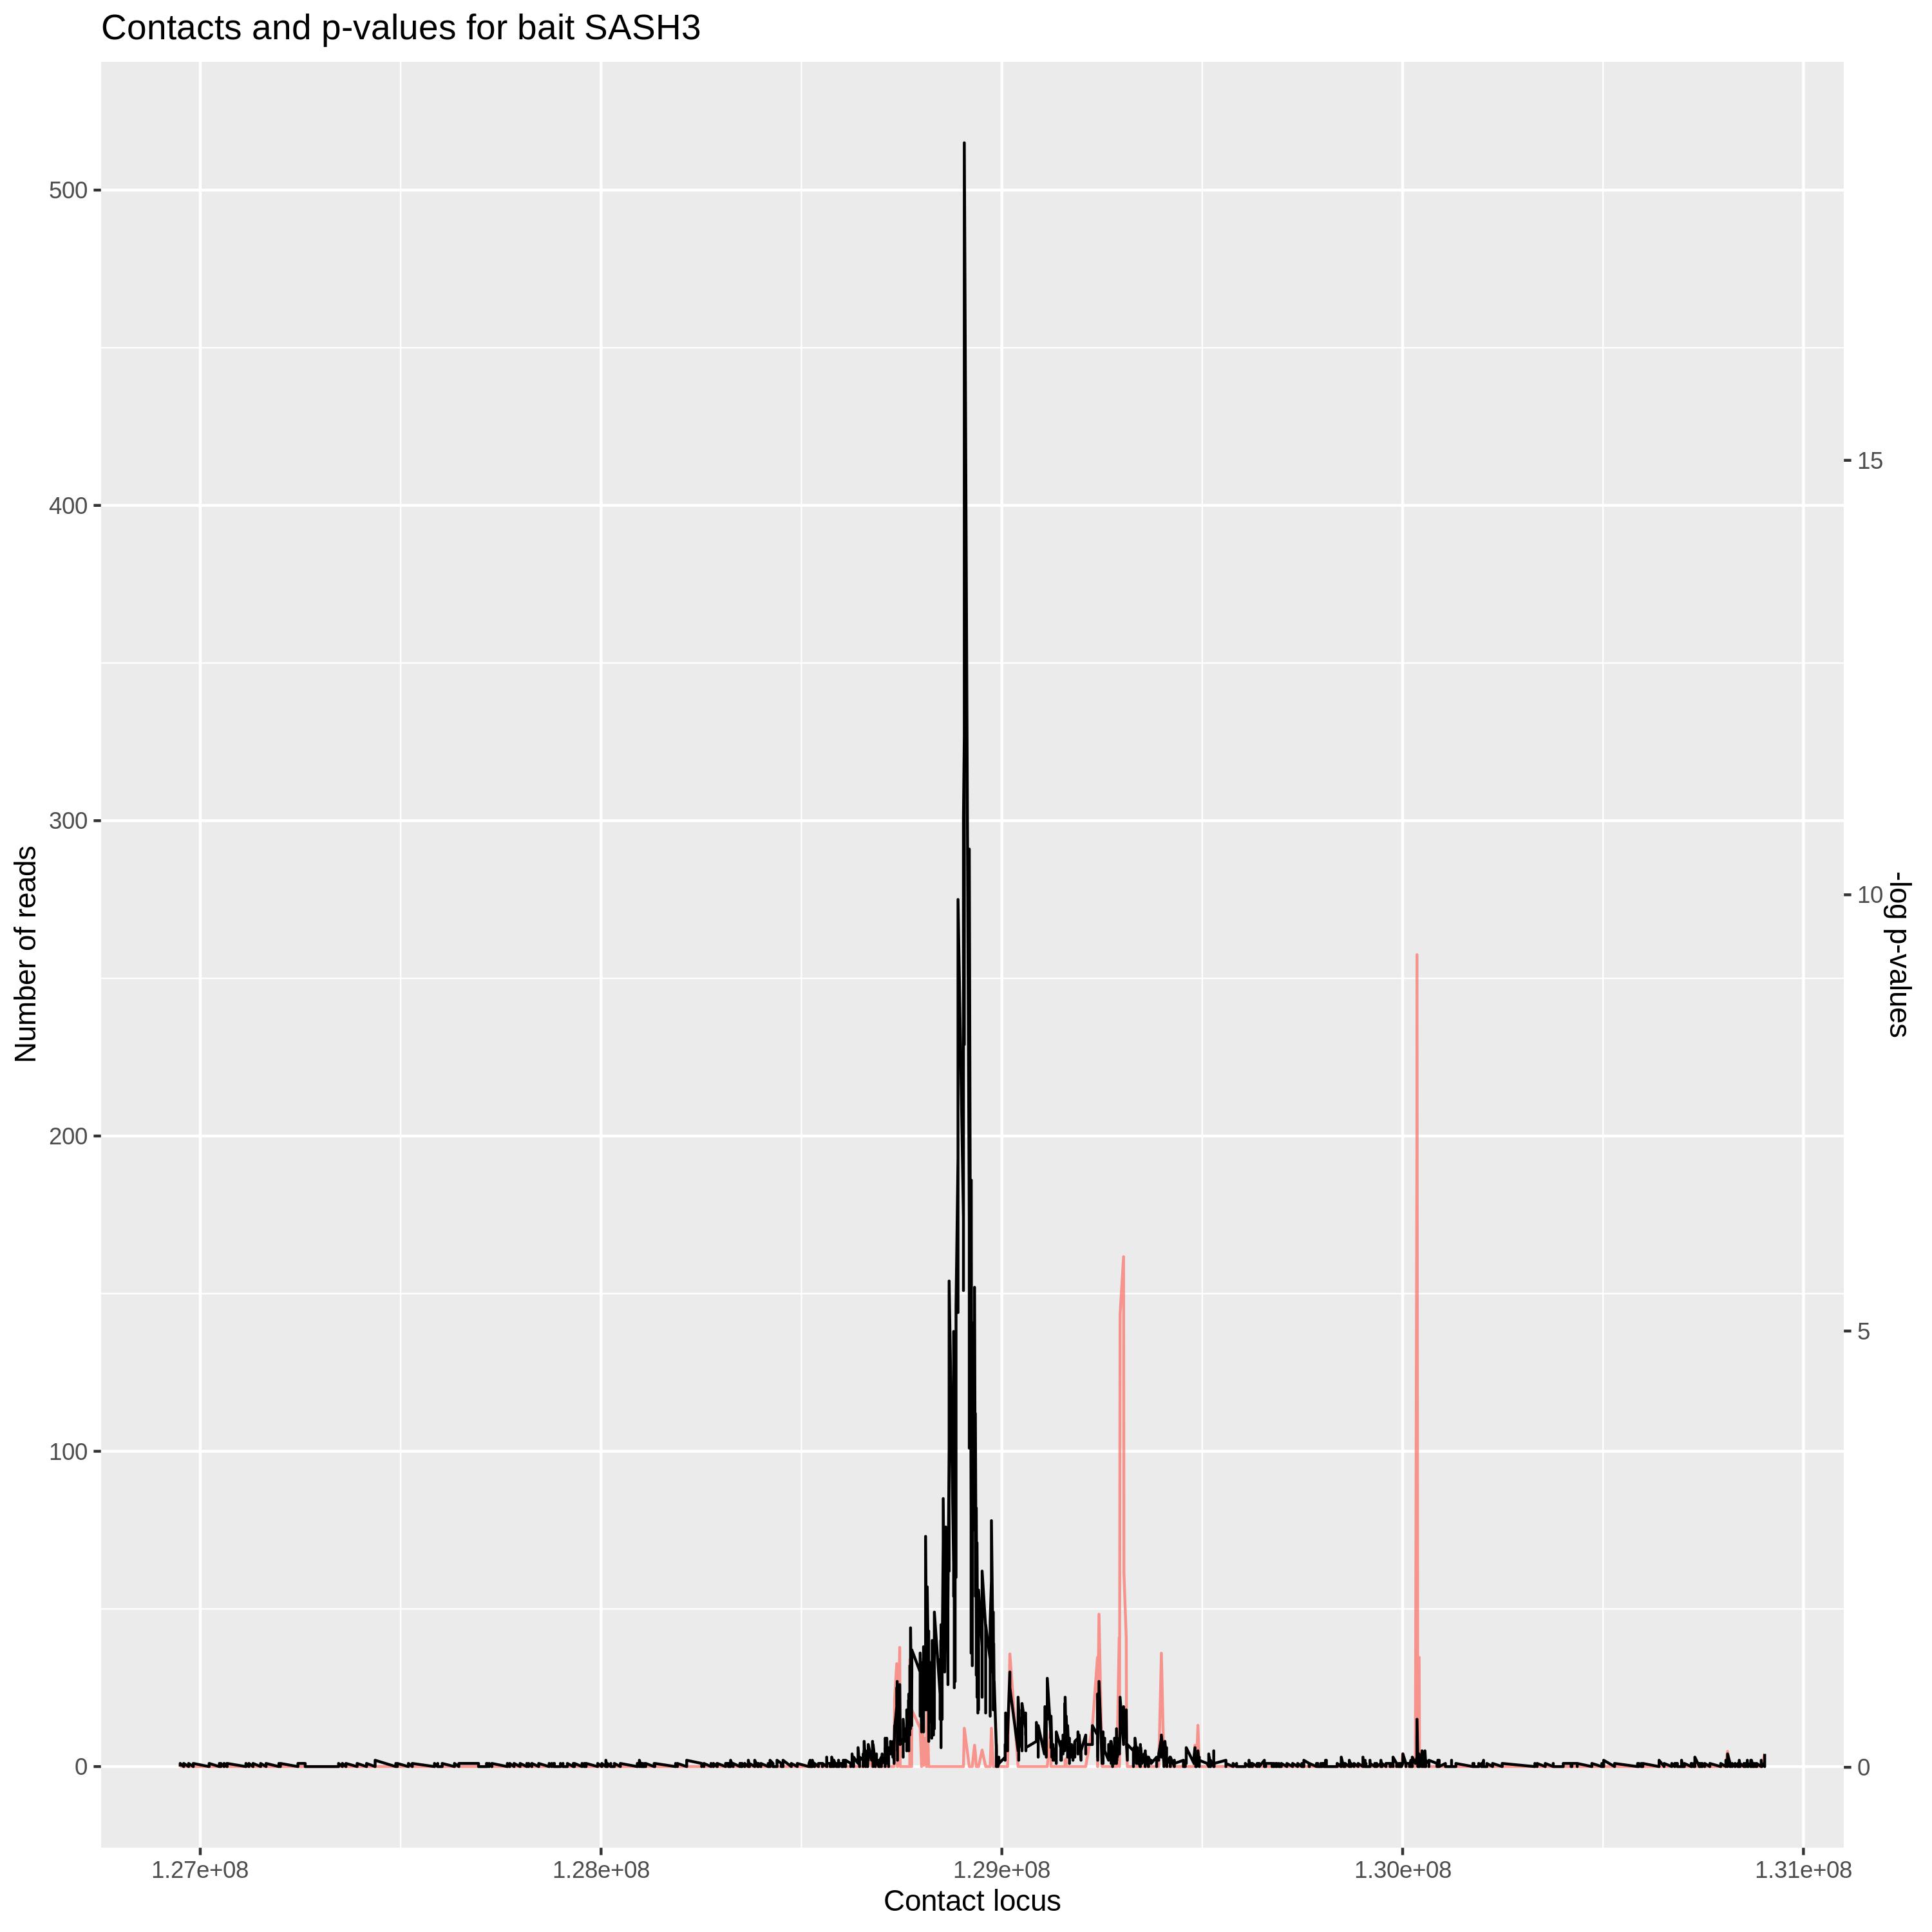 Contacts and p-values for bait SASH3
500
400
300
200
100
0
Number of reads
15
10
5
0
-log p-values
1.27e+08
1.28e+08
1.29e+08
1.30e+08
1.31e+08
Contact locus